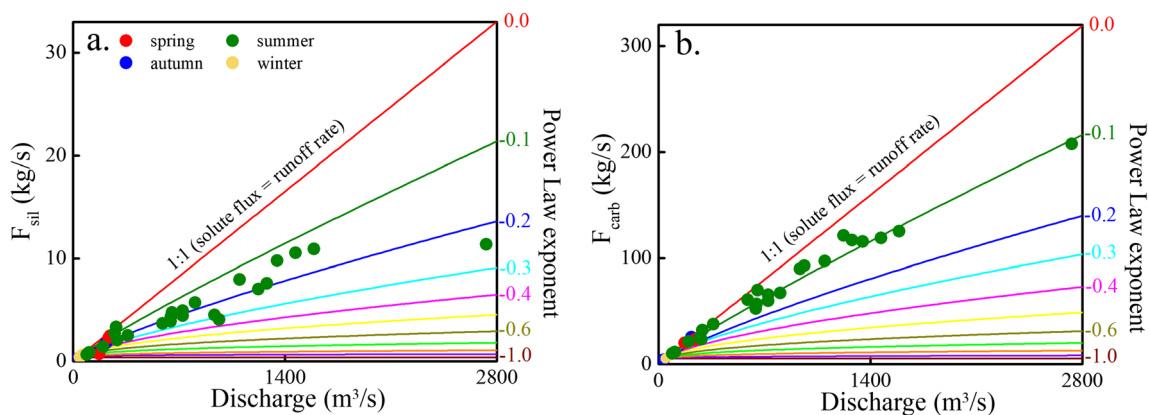 a.
spring
summer
autumn
winter
33
22
11
0
F_sil (kg/s)
1:1 (solute flux = runoff rate)
0
1400
2800
Discharge (m³/s)
0.0
-0.1
-0.2
-0.3
-0.4
-0.6
-1.0
Power Law exponent
b.
300
200
100
0
F_carb (kg/s)
1:1 (solute flux = runoff rate)
0
1400
2800
Discharge (m³/s)
0.0
-0.1
-0.2
-0.3
-0.4
-0.6
-1.0
Power Law exponent